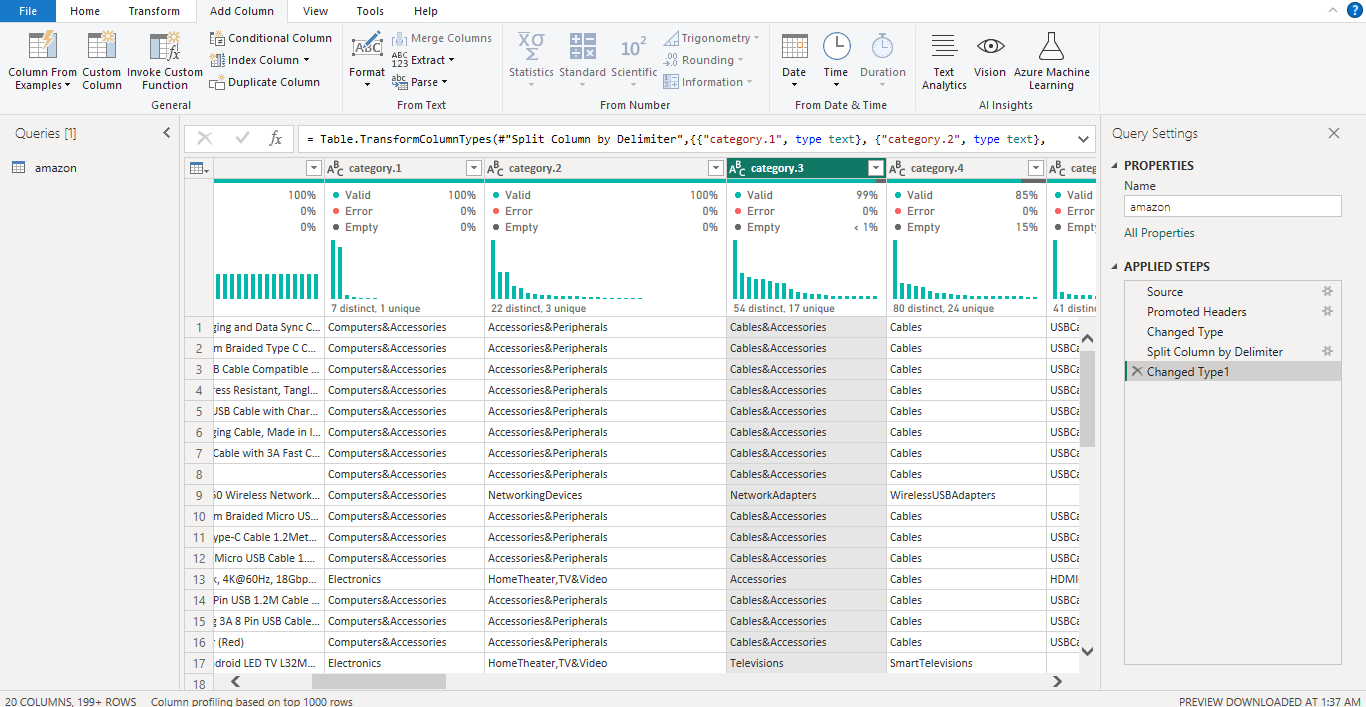 File Home Transform Add Column View Tools Help
Column From Examples Custom Column Invoke Custom Function Conditional Column Index Column Duplicate Column
General
Format Merge Columns Extract Parse
From Text
Statistics Standard Scientific Trigonometry Rounding Information
From Number
Date Time Duration
From Date & Time
Text Analytics Vision Azure Machine Learning
AI Insights
Queries [1]
amazon
fx = Table.TransformColumnTypes(#"Split Column by Delimiter",{{"category.1", type text}, {"category.2", type text},
ABC category.1 ABC category.2 ABC category.3 ABC category.4 ABC categ
100% Valid 100% Valid 100% Valid 99% Valid 85% Valid
0% Error 0% Error 0% Error 0% Error 0% Error
0% Empty 0% Empty 0% Empty < 1% Empty 15% Empty
7 distinct, 1 unique 22 distinct, 3 unique 54 distinct, 17 unique 80 distinct, 24 unique 41 distin
1 ging and Data Sync C... Computers&Accessories Accessories&Peripherals Cables&Accessories Cables USBCa
2 m Braided Type C C... Computers&Accessories Accessories&Peripherals Cables&Accessories Cables USBCa
3 B Cable Compatible ... Computers&Accessories Accessories&Peripherals Cables&Accessories Cables USBCa
4 ress Resistant, Tangl... Computers&Accessories Accessories&Peripherals Cables&Accessories Cables USBCa
5 USB Cable with Char... Computers&Accessories Accessories&Peripherals Cables&Accessories Cables USBCa
6 ging Cable, Made in I... Computers&Accessories Accessories&Peripherals Cables&Accessories Cables USBCa
7 Cable with 3A Fast C... Computers&Accessories Accessories&Peripherals Cables&Accessories Cables USBCa
8 Computers&Accessories Accessories&Peripherals Cables&Accessories Cables USBCa
9 50 Wireless Network... Computers&Accessories NetworkingDevices NetworkAdapters WirelessUSBAdapters
10 m Braided Micro US... Computers&Accessories Accessories&Peripherals Cables&Accessories Cables USBCa
11 ype-C Cable 1.2Met... Computers&Accessories Accessories&Peripherals Cables&Accessories Cables USBCa
12 Micro USB Cable 1.... Computers&Accessories Accessories&Peripherals Cables&Accessories Cables USBCa
13 k, 4K@60Hz, 18Gbp... Electronics HomeTheater,TV&Video Accessories Cables HDMI
14 Pin USB 1.2M Cable ... Computers&Accessories Accessories&Peripherals Cables&Accessories Cables USBCa
15 g 3A 8 Pin USB Cable... Computers&Accessories Accessories&Peripherals Cables&Accessories Cables USBCa
16 r (Red) Computers&Accessories Accessories&Peripherals Cables&Accessories Cables USBCa
17 ndroid LED TV L32M... Electronics HomeTheater,TV&Video Televisions SmartTelevisions
18
Query Settings
PROPERTIES
Name
amazon
All Properties
APPLIED STEPS
Source
Promoted Headers
Changed Type
Split Column by Delimiter
Changed Type1
20 COLUMNS, 199+ ROWS Column profiling based on top 1000 rows PREVIEW DOWNLOADED AT 1:37 AM